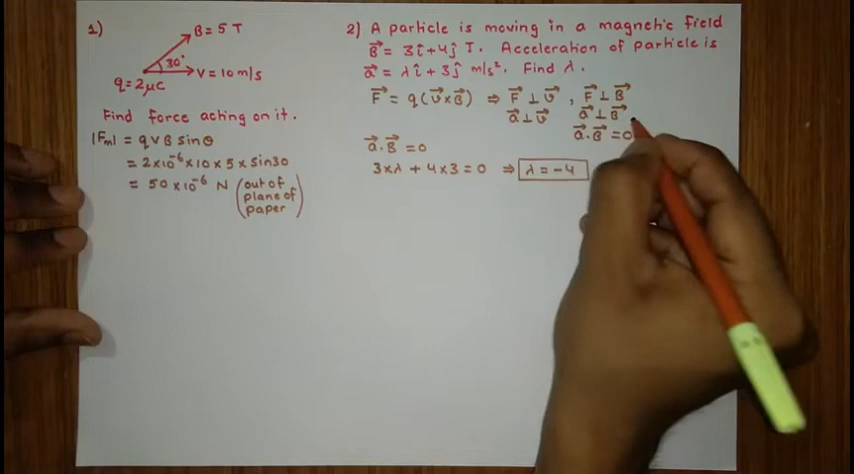 1)
B = 5 T
30°
V = 10 m/s
q = 2μc
Find force acting on it.
|Fm| = q v B sinθ
= 2×10⁻⁶ × 10 × 5 × sin30
= 50 ×10⁻⁶ N (out of plane of paper)
2) A particle is moving in a magnetic field
B⃗ = 3î + 4ĵ T. Acceleration of particle is
a⃗ = λî + 3ĵ m/s². Find λ.
F⃗ = q(v⃗ × B⃗) ⇒ F⃗ ⊥ v⃗ , F⃗ ⊥ B⃗
a⃗ ⊥ v⃗ a⃗ ⊥ B⃗
a⃗ . B⃗ = 0
a⃗ . B⃗ = 0
3×λ + 4×3 = 0 ⇒ λ = -4